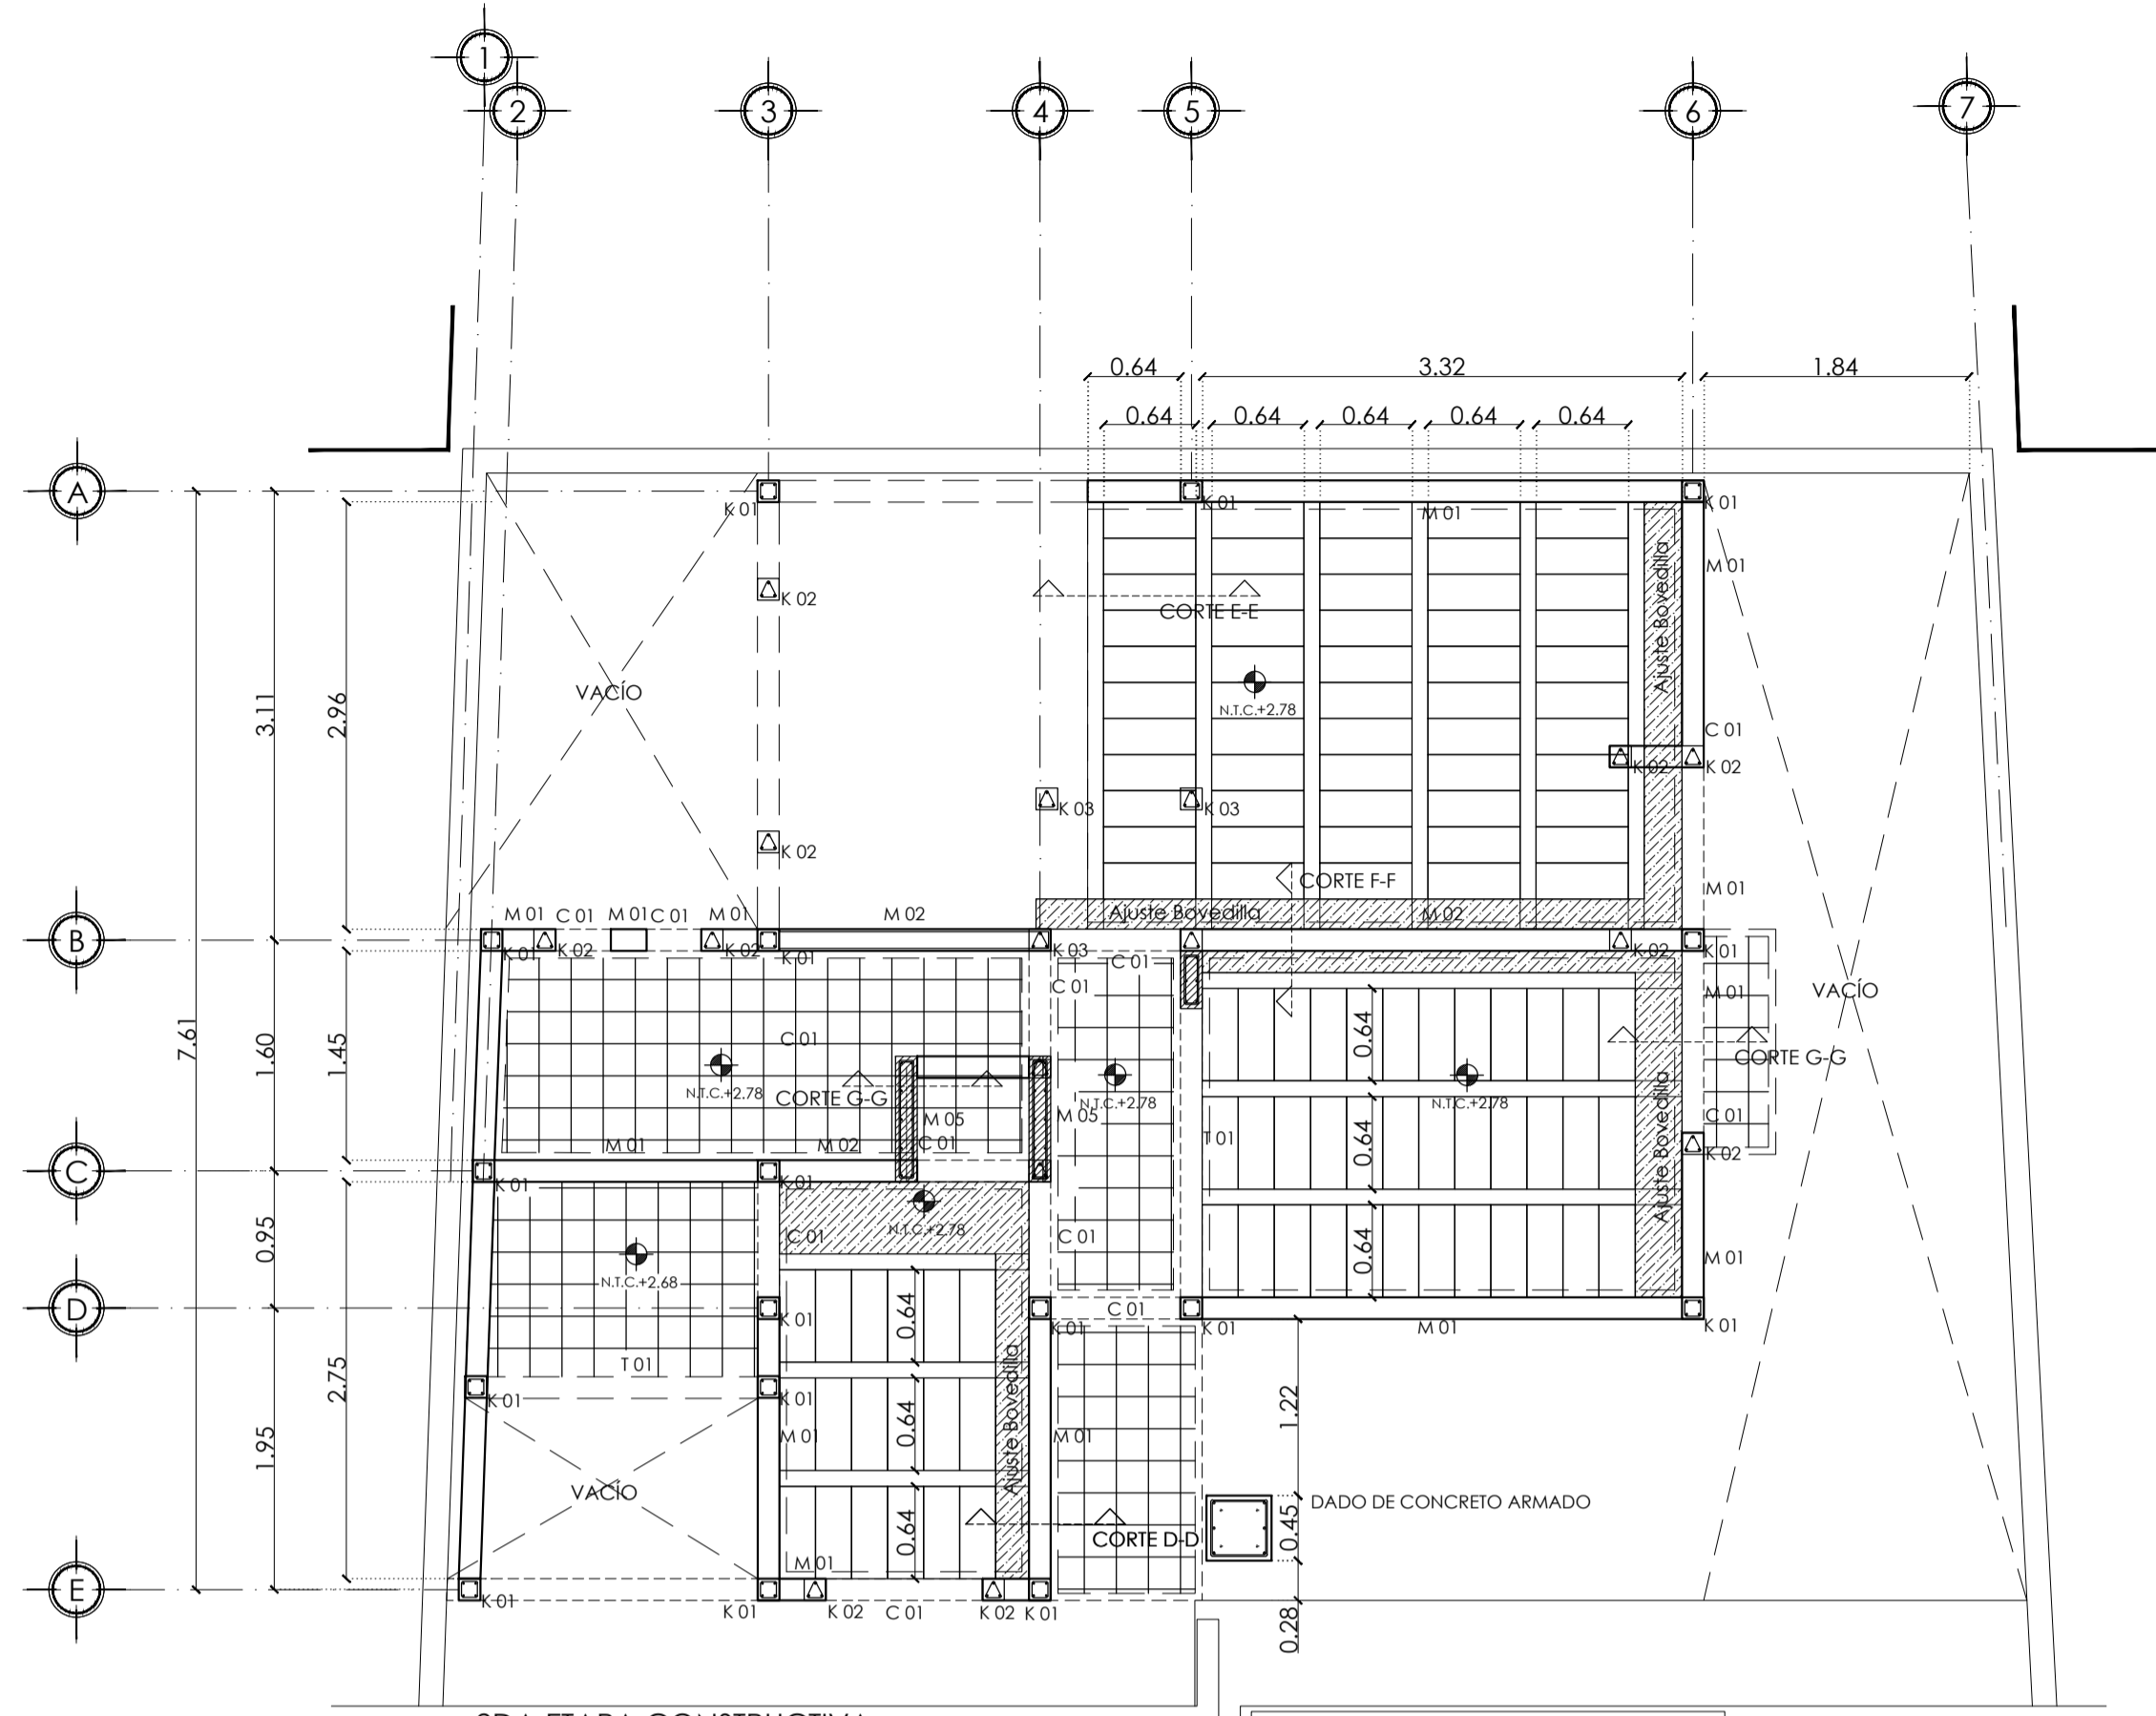 1
2
3
4
5
6
7
0.64
3.32
1.84
0.64
0.64
0.64
0.64
0.64
A
K 01
K 01
M 01
K 01
M 01
Ajuste Bovedilla
K 02
CORTE E-E
VACÍO
N.T.C.+2.78
3.11
2.96
C 01
K 02
K 02
K 03
K 03
K 02
CORTE F-F
M 01
M 01
C 01
M 01
C 01
M 01
M 02
Ajuste Bovedilla
M 02
B
K 01
K 02
K 02
K 01
K 03
K 02
K 01
C 01
C 01
M 01
VACÍO
7.61
1.60
1.45
C 01
0.64
CORTE G-G
N.T.C.+2.78
CORTE G-G
N.T.C.+2.78
N.T.C.+2.78
M 05
M 05
C 01
M 01
M 02
C 01
T 01
0.64
Ajuste Bovedilla
K 02
C
K 01
K 01
0.95
C 01
N.T.C.+2.78
C 01
0.64
M 01
N.T.C.+2.68
D
K 01
0.64
K 01
C 01
K 01
M 01
K 01
T 01
2.75
K 01
K 01
Ajuste Bovedilla
1.22
1.95
M 01
0.64
M 01
VACÍO
0.64
CORTE D-D
0.45
DADO DE CONCRETO ARMADO
M 01
E
K 01
K 01
K 02
C 01
K 02
K 01
0.28